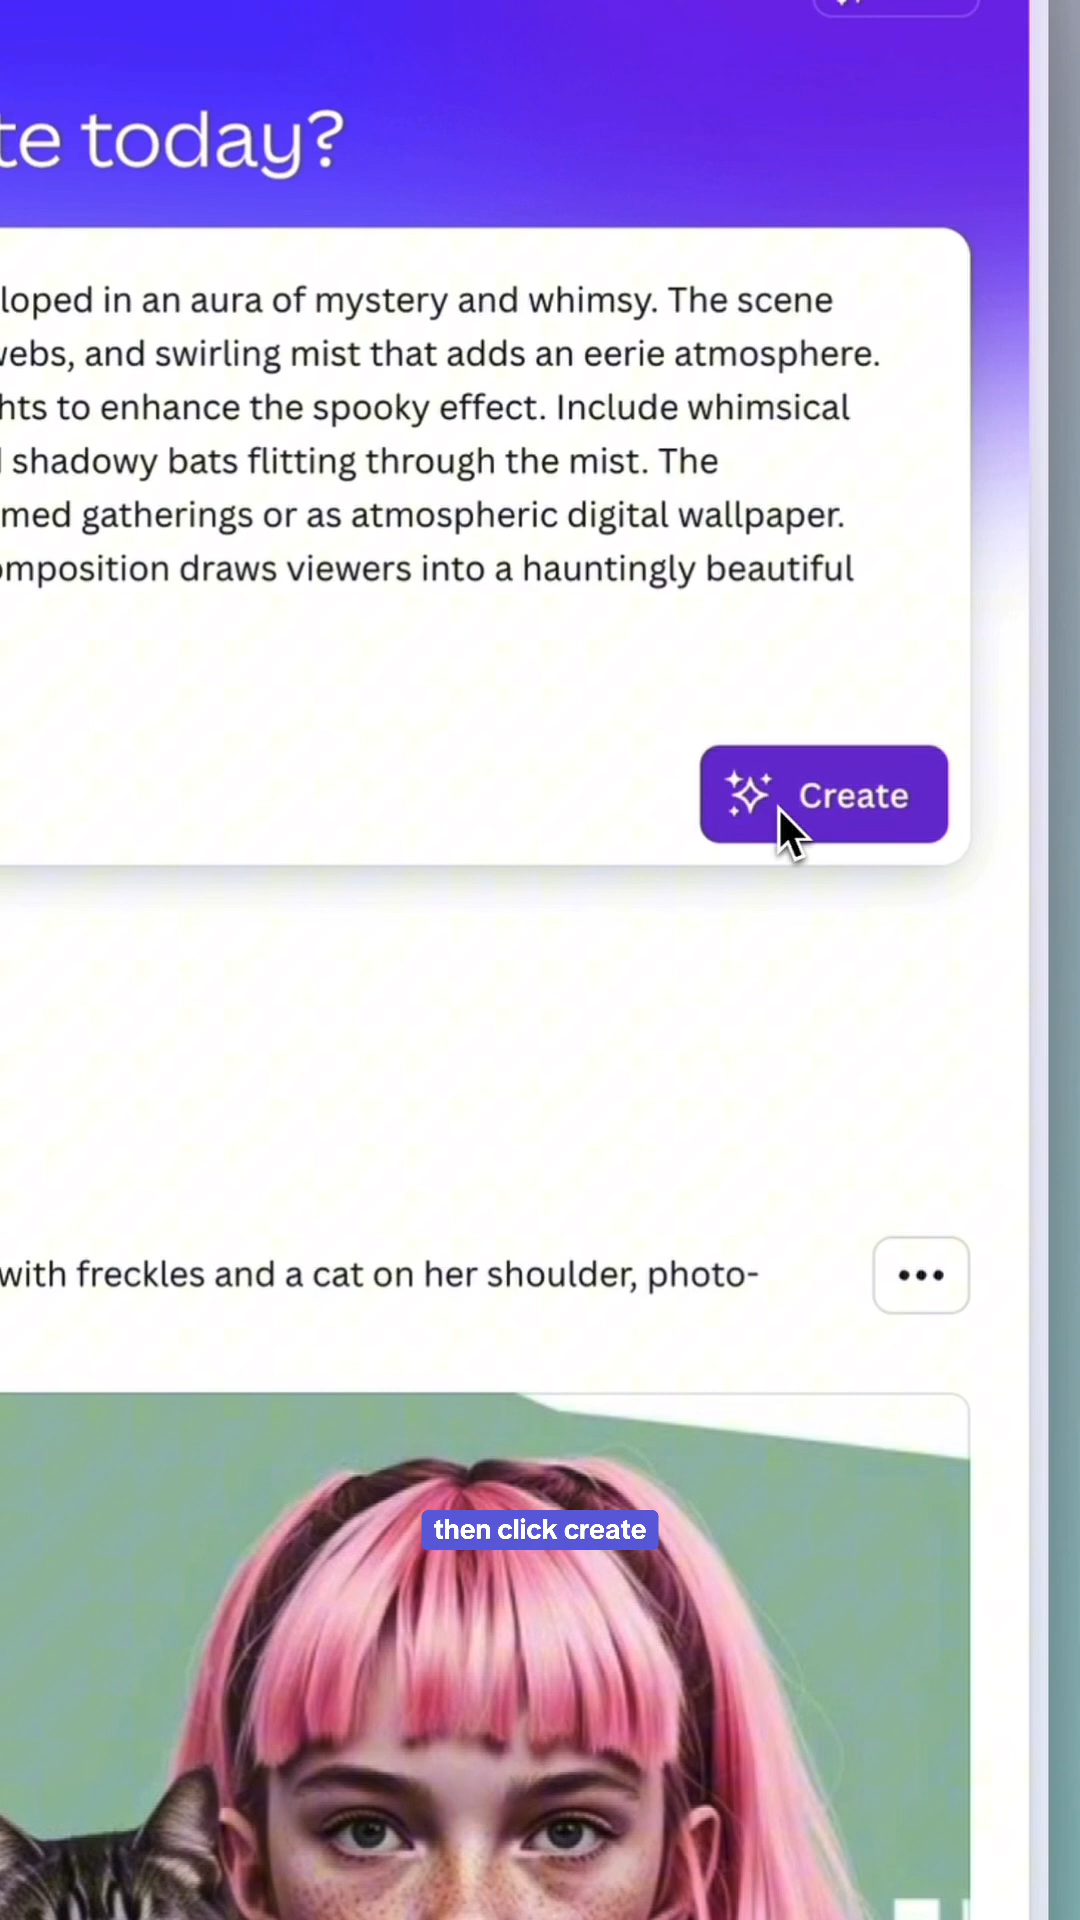 te today?
loped in an aura of mystery and whimsy. The scene
webs, and swirling mist that adds an eerie atmosphere.
hts to enhance the spooky effect. Include whimsical
shadowy bats flitting through the mist. The
med gatherings or as atmospheric digital wallpaper.
omposition draws viewers into a hauntingly beautiful
Create
with freckles and a cat on her shoulder, photo-
then click create